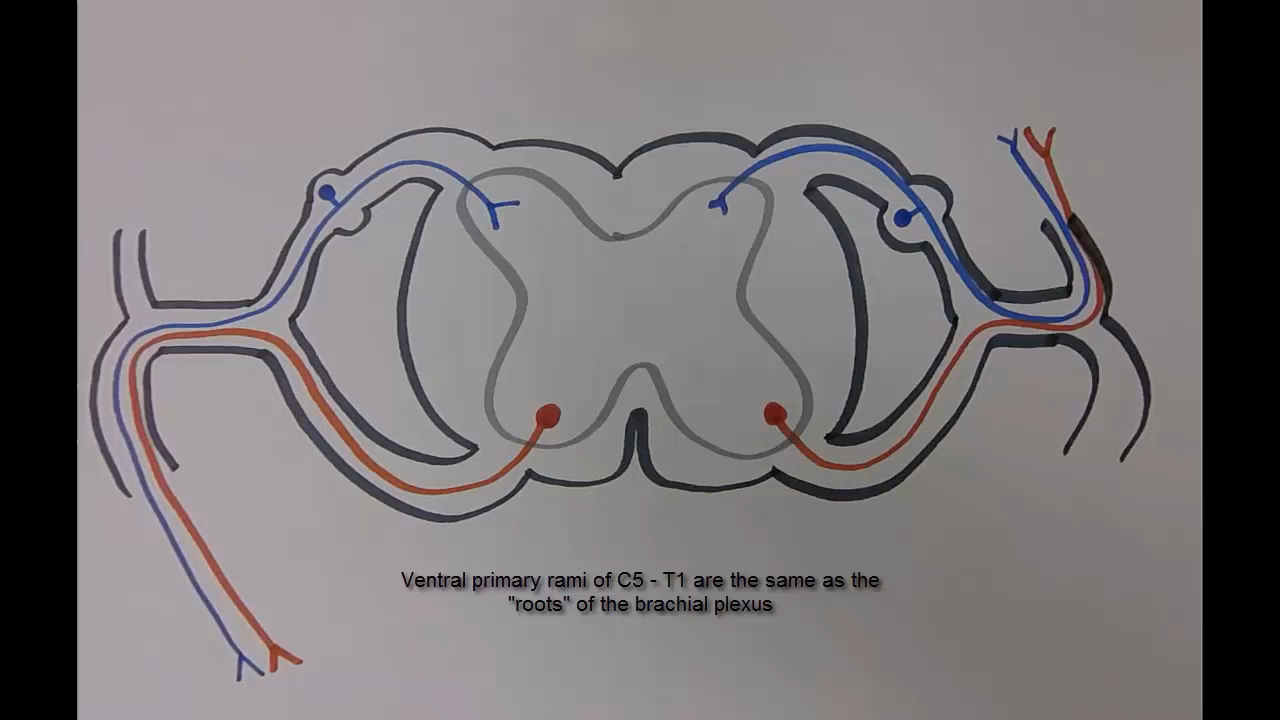 Ventral primary rami of C5 - T1 are the same as the
"roots" of the brachial plexus